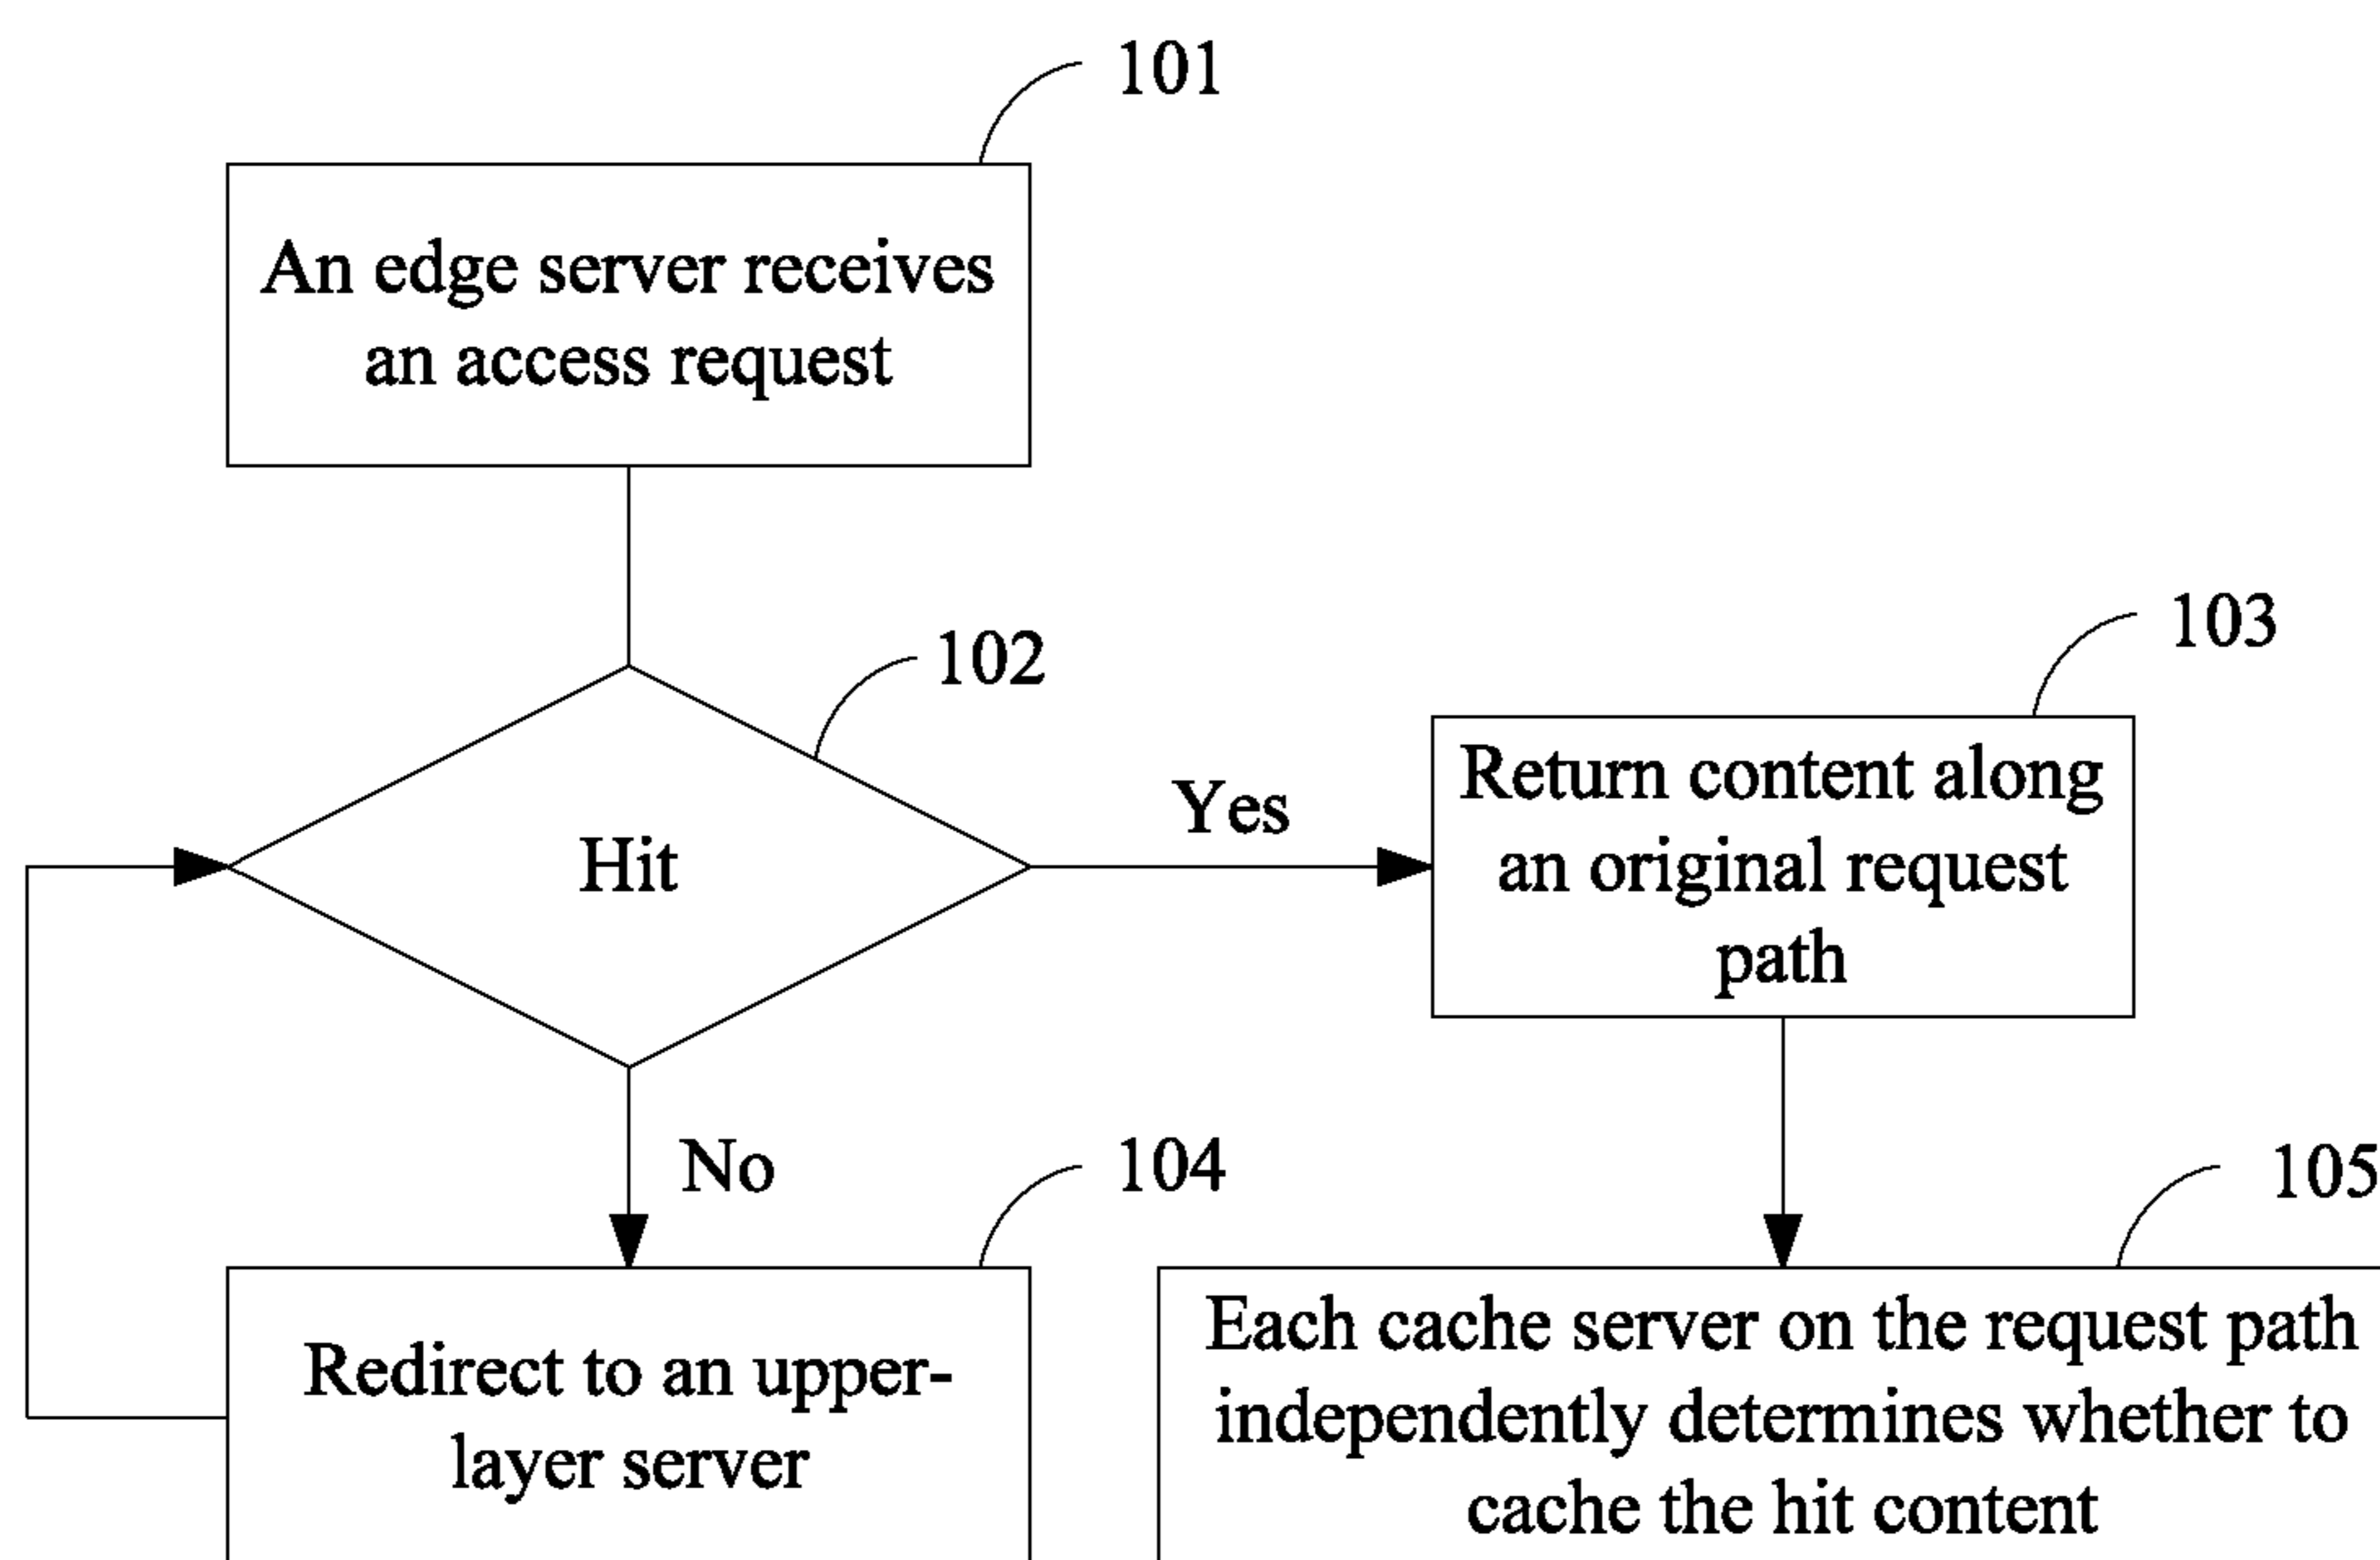 101
An edge server receives
an access request
102
Hit
Yes
103
Return content along
an original request
path
No
104
Redirect to an upper-
layer server
105
Each cache server on the request path
independently determines whether to
cache the hit content